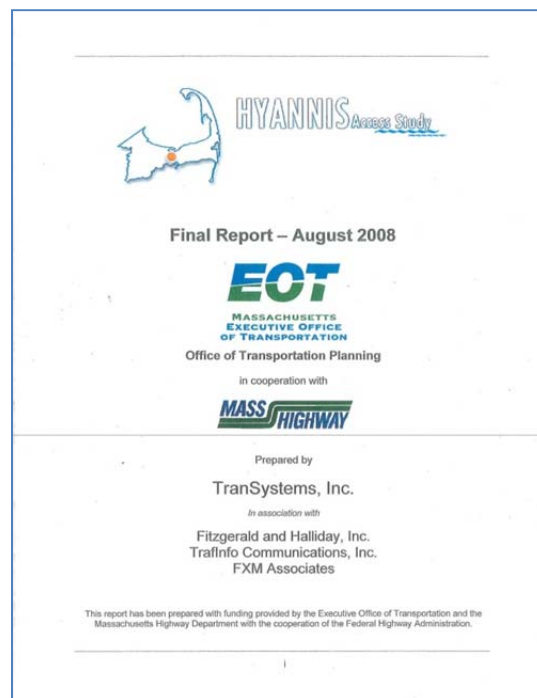 HYANNIS Access Study
Final Report – August 2008
EOT
MASSACHUSETTS
EXECUTIVE OFFICE
OF TRANSPORTATION
Office of Transportation Planning
in cooperation with
MASS
HIGHWAY
Prepared by
TranSystems, Inc.
In association with
Fitzgerald and Halliday, Inc.
TrafInfo Communications, Inc.
FXM Associates
This report has been prepared with funding provided by the Executive Office of Transportation and the
Massachusetts Highway Department with the cooperation of the Federal Highway Administration.
i